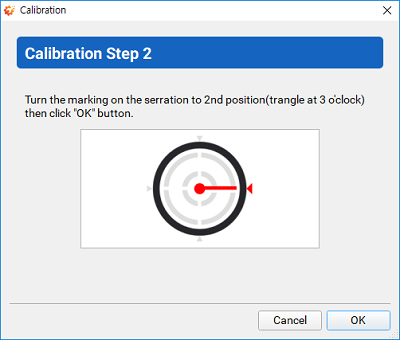 Calibration
Calibration Step 2
Turn the marking on the serration to 2nd position(trangle at 3 o'clock)
then click "OK" button.
Cancel
OK